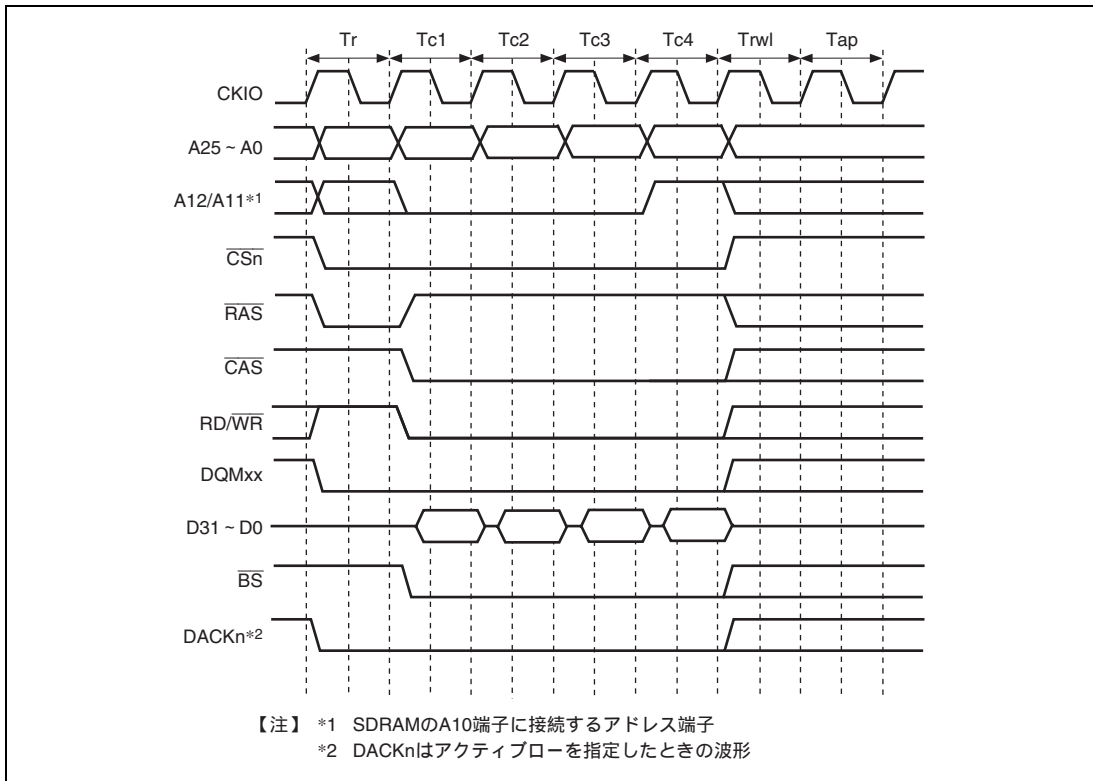 Tr Tc1 Tc2 Tc3 Tc4 Trwl Tap
CKIO
A25 ~ A0
A12/A11*1
CSn
RAS
CAS
RD/WR
DQMxx
D31 ~ D0
BS
DACKn*2
【注】 *1 SDRAMのA10端子に接続するアドレス端子
*2 DACKnはアクティブローを指定したときの波形